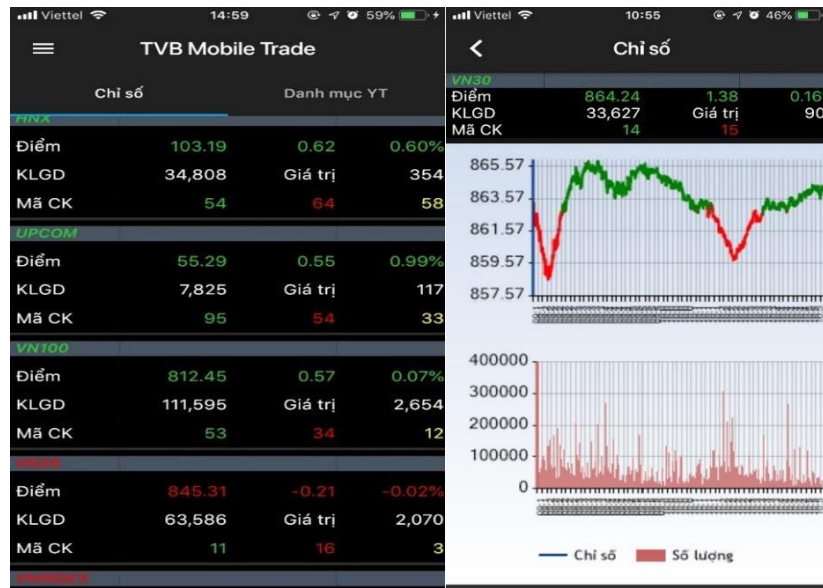 Viettel 14:59 59%
TVB Mobile Trade
Chỉ số Danh mục YT
HNX
Điểm 103.19 0.62 0.60%
KLGD 34,808 Giá trị 354
Mã CK 54 64 58
UPCOM
Điểm 55.29 0.55 0.99%
KLGD 7,825 Giá trị 117
Mã CK 95 54 33
VN100
Điểm 812.45 0.57 0.07%
KLGD 111,595 Giá trị 2,654
Mã CK 53 34 12
VN30
Điểm 845.31 -0.21 -0.02%
KLGD 63,586 Giá trị 2,070
Mã CK 11 16 3
VNINDEX
Viettel 10:55 46%
Chỉ số
VN30
Điểm 864.24 1.38 0.16
KLGD 33,627 Giá trị 90
Mã CK 14 15
865.57
863.57
861.57
859.57
857.57
400000
300000
200000
100000
0
Chỉ số Số lượng